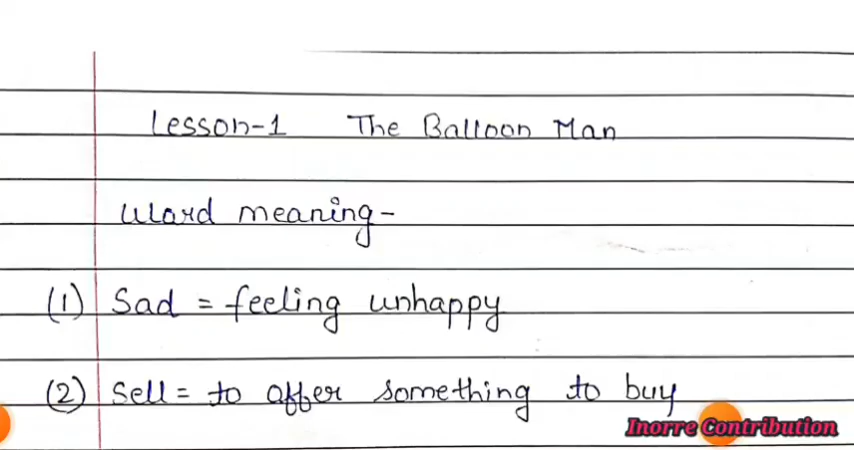 Lesson-1 The Balloon Man
Word meaning-
(1) Sad = feeling unhappy
(2) Sell = to offer something to buy
Inorre Contribution